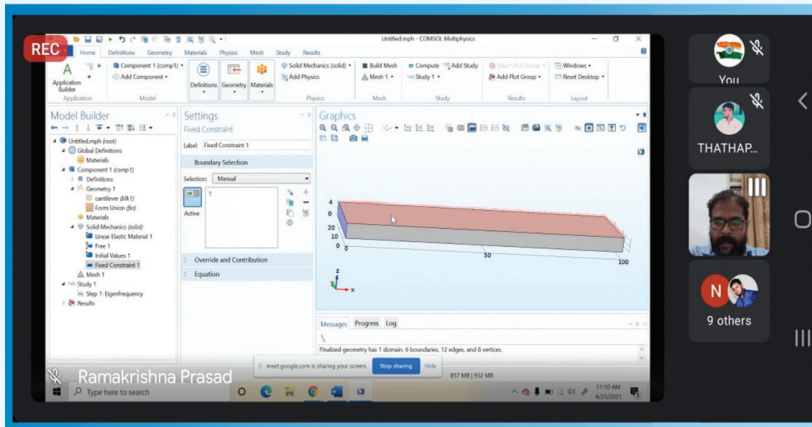 REC
Untitled.mph - COMSOL Multiphysics
Home Definitions Geometry Materials Physics Mesh Study Results
Application Builder
Component 1 (comp1)
Add Component
Definitions Geometry Materials
Solid Mechanics (solid)
Add Physics
Build Mesh
Mesh 1
Compute
Study 1
Add Study
Select Plot Group
Add Plot Group
Windows
Reset Desktop
Application Model Physics Mesh Study Results Layout
Model Builder
Untitled.mph (root)
Global Definitions
Materials
Component 1 (comp1)
Definitions
Geometry 1
cantilever (blk1)
Form Union (fin)
Materials
Solid Mechanics (solid)
Linear Elastic Material 1
Free 1
Initial Values 1
Fixed Constraint 1
Mesh 1
Study 1
Step 1: Eigenfrequency
Results
Settings
Fixed Constraint
Label: Fixed Constraint 1
Boundary Selection
Selection: Manual
1
Active
Override and Contribution
Equation
Graphics
4
0
20
10
0
0
50
100
z
y
x
Messages Progress Log
Finalized geometry has 1 domain, 6 boundaries, 12 edges, and 8 vertices.
meet.google.com is sharing your screen. Stop sharing Hide
857 MB | 932 MB
Ramakrishna Prasad
Type here to search
11:10 AM
4/23/2021
You
THATHAP...
N
9 others